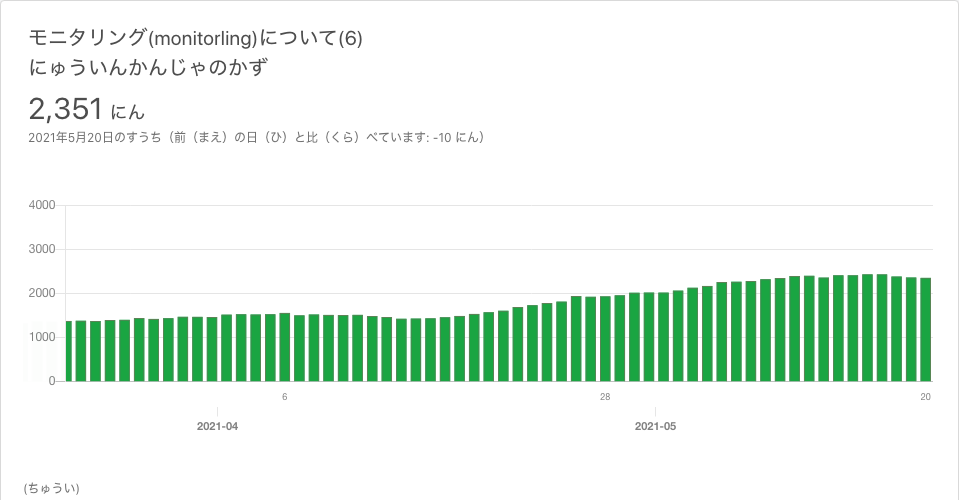 モニタリング(monitorling)について(6)
にゅういんかんじゃのかず
2,351 にん
2021年5月20日のすうち（前（まえ）の日（ひ）と比（くら）べています: -10 にん）
4000
3000
2000
1000
0
6 28 20
2021-04 2021-05
(ちゅうい)